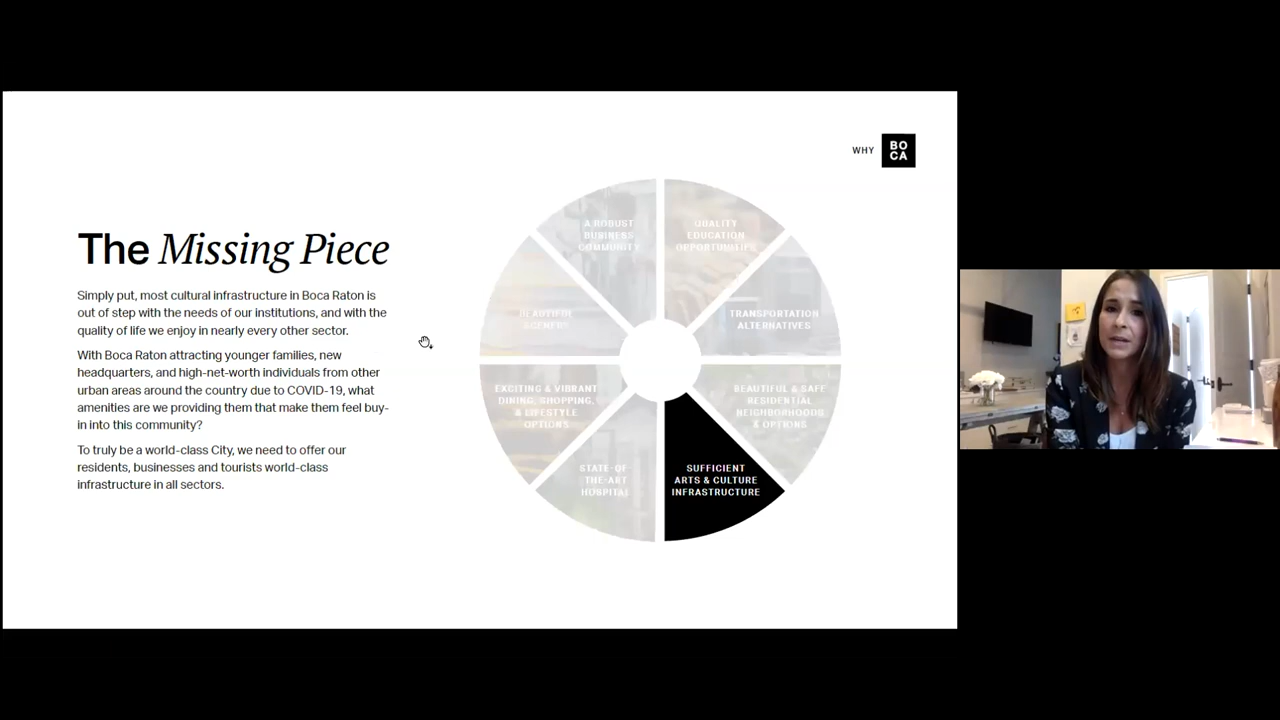 WHY
BO
CA
The Missing Piece
Simply put, most cultural infrastructure in Boca Raton is
out of step with the needs of our institutions, and with the
quality of life we enjoy in nearly every other sector.
With Boca Raton attracting younger families, new
headquarters, and high-net-worth individuals from other
urban areas around the country due to COVID-19, what
amenities are we providing them that make them feel buy-
in into this community?
To truly be a world-class City, we need to offer our
residents, businesses and tourists world-class
infrastructure in all sectors.
A ROBUST
BUSINESS
COMMUNITY
QUALITY
EDUCATION
OPPORTUNITIES
TRANSPORTATION
ALTERNATIVES
BEAUTIFUL & SAFE
RESIDENTIAL
NEIGHBORHOODS
& OPTIONS
SUFFICIENT
ARTS & CULTURE
INFRASTRUCTURE
STATE-OF-
THE-ART
HOSPITAL
EXCITING & VIBRANT
DINING, SHOPPING,
& LIFESTYLE
OPTIONS
BEAUTIFUL
SCENERY